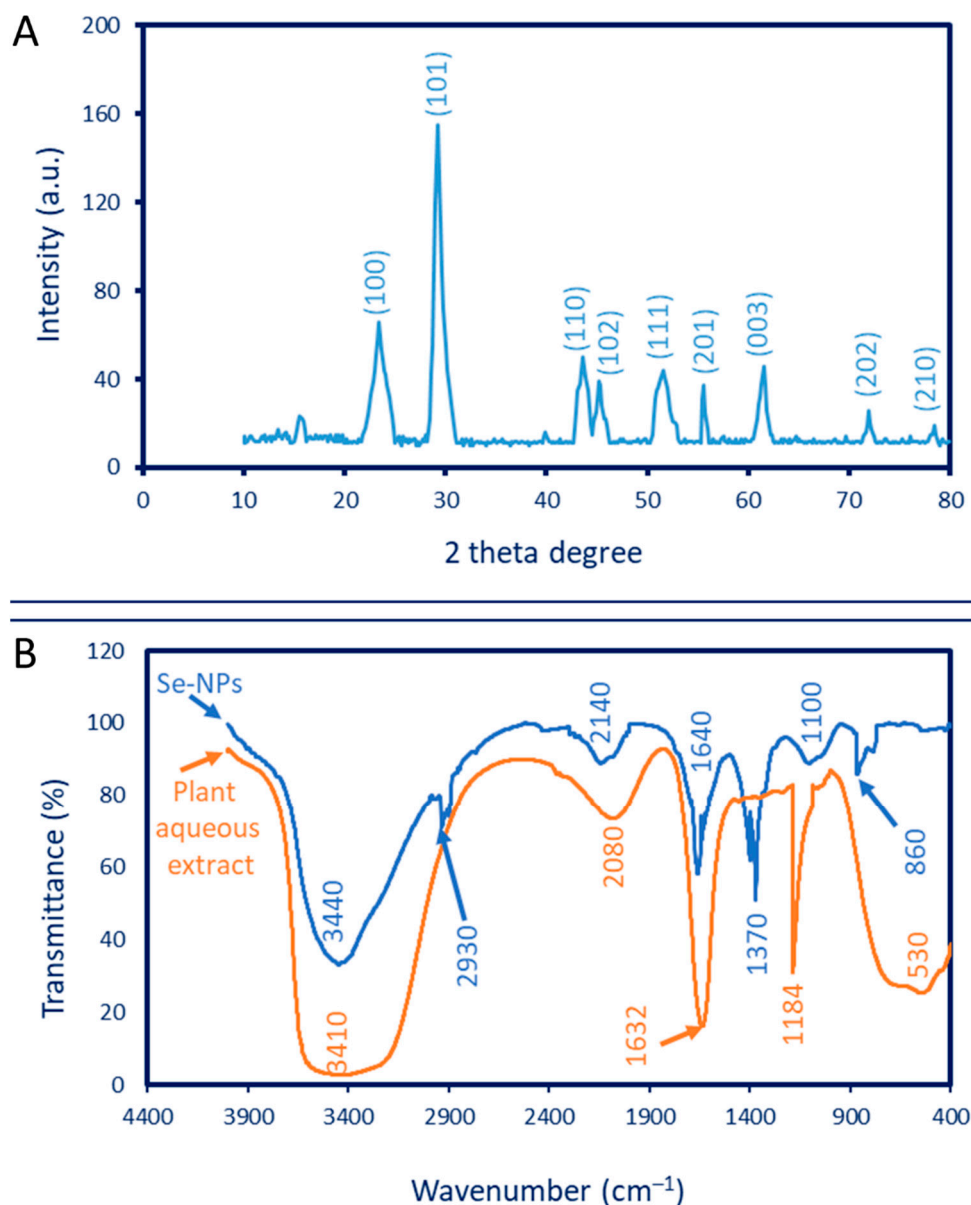 A
200
160
120
80
40
0
Intensity (a.u.)
(100)
(101)
(110)
(102)
(111)
(201)
(003)
(202)
(210)
0 10 20 30 40 50 60 70 80
2 theta degree
B
120
100
80
60
40
20
0
Transmittance (%)
Se-NPs
Plant
aqueous
extract
3440
3410
2930
2140
2080
1640
1632
1370
1184
1100
860
530
4400 3900 3400 2900 2400 1900 1400 900 400
Wavenumber (cm⁻¹)